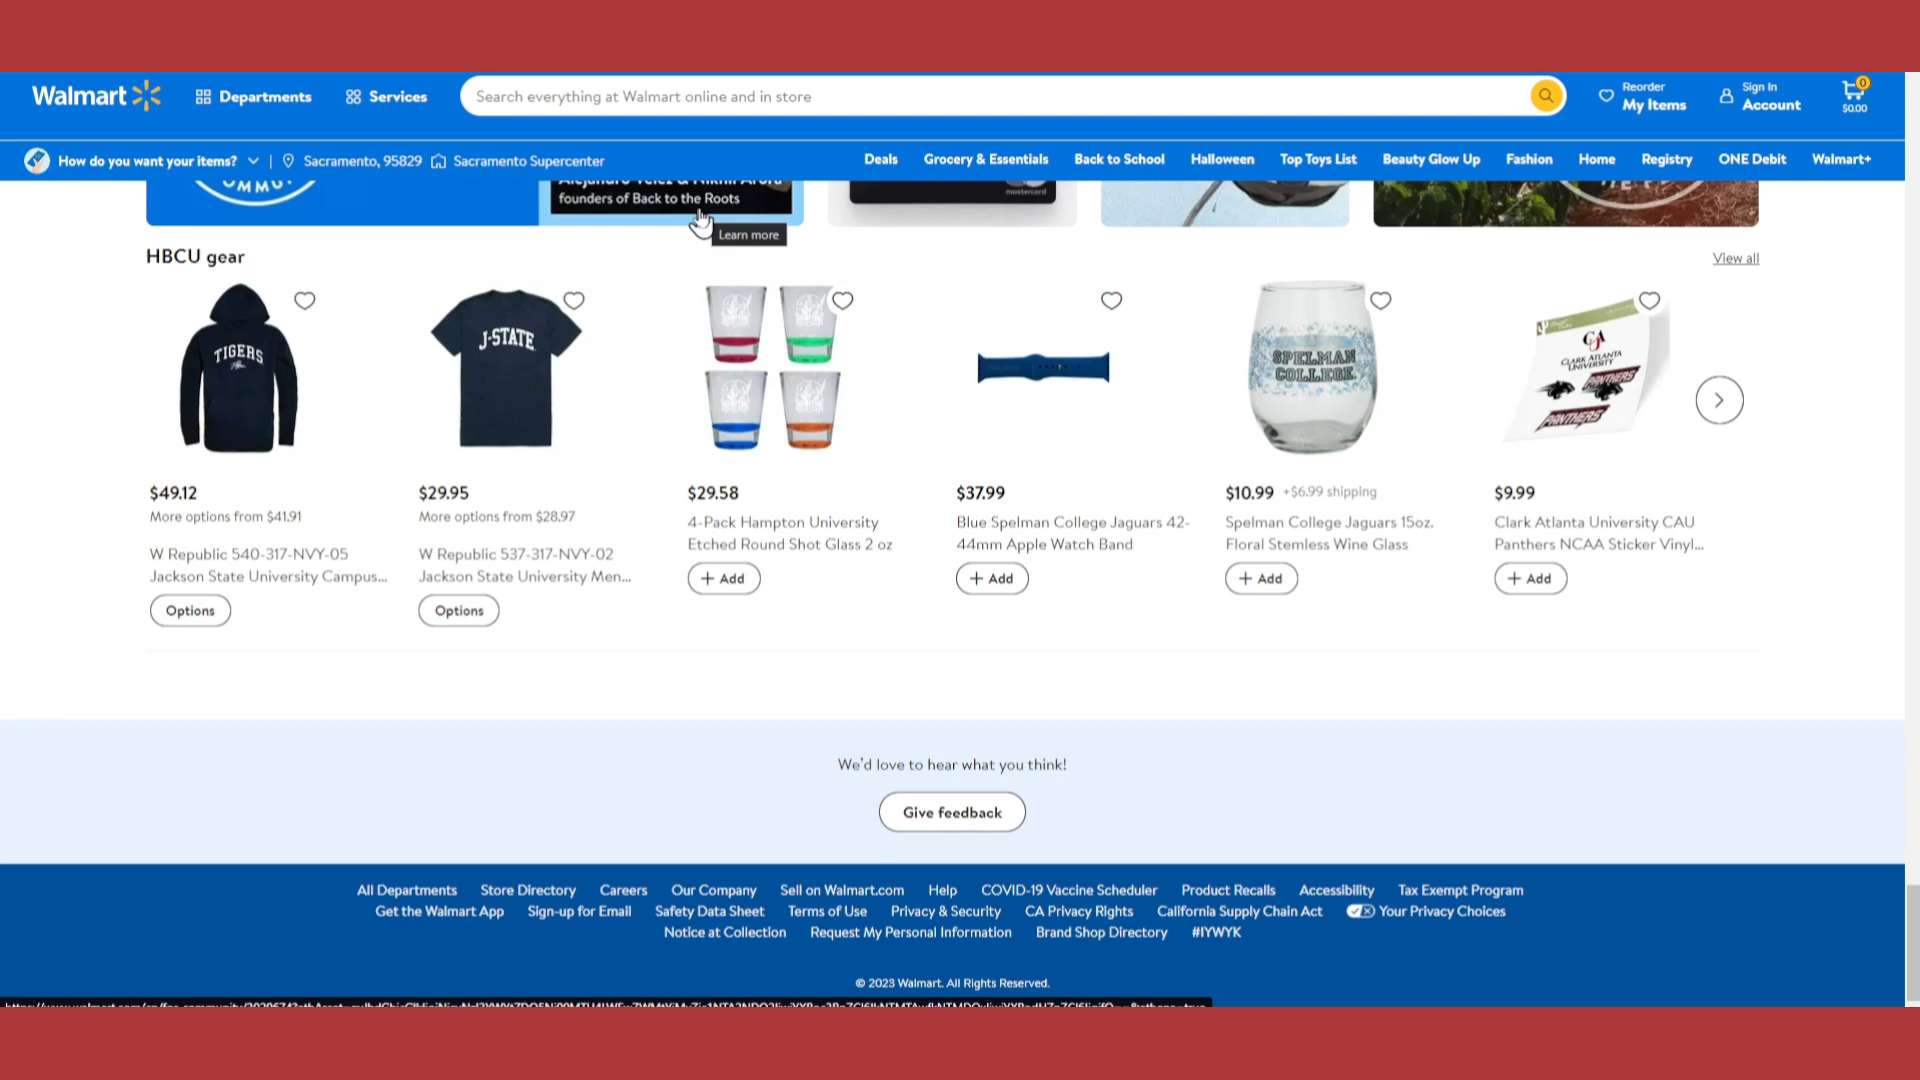 Walmart
Departments
Services
Search everything at Walmart online and in store
Reorder
My Items
Sign In
Account
0
$0.00
How do you want your items? | Sacramento, 95829 Sacramento Supercenter
Deals Grocery & Essentials Back to School Halloween Top Toys List Beauty Glow Up Fashion Home Registry ONE Debit Walmart+
founders of Back to the Roots
mastercard
Learn more
HBCU gear
View all
TIGERS
J-STATE
SPELMAN
COLLEGE
CA
CLARK ATLANTA
UNIVERSITY
PANTHERS
PANTHERS
$49.12
More options from $41.91
W Republic 540-317-NVY-05
Jackson State University Campus...
Options
$29.95
More options from $28.97
W Republic 537-317-NVY-02
Jackson State University Men...
Options
$29.58
4-Pack Hampton University
Etched Round Shot Glass 2 oz
+ Add
$37.99
Blue Spelman College Jaguars 42-
44mm Apple Watch Band
+ Add
$10.99 +$6.99 shipping
Spelman College Jaguars 15oz.
Floral Stemless Wine Glass
+ Add
$9.99
Clark Atlanta University CAU
Panthers NCAA Sticker Vinyl...
+ Add
We'd love to hear what you think!
Give feedback
All Departments Store Directory Careers Our Company Sell on Walmart.com Help COVID-19 Vaccine Scheduler Product Recalls Accessibility Tax Exempt Program
Get the Walmart App Sign-up for Email Safety Data Sheet Terms of Use Privacy & Security CA Privacy Rights California Supply Chain Act Your Privacy Choices
Notice at Collection Request My Personal Information Brand Shop Directory #IYWYK
© 2023 Walmart. All Rights Reserved.